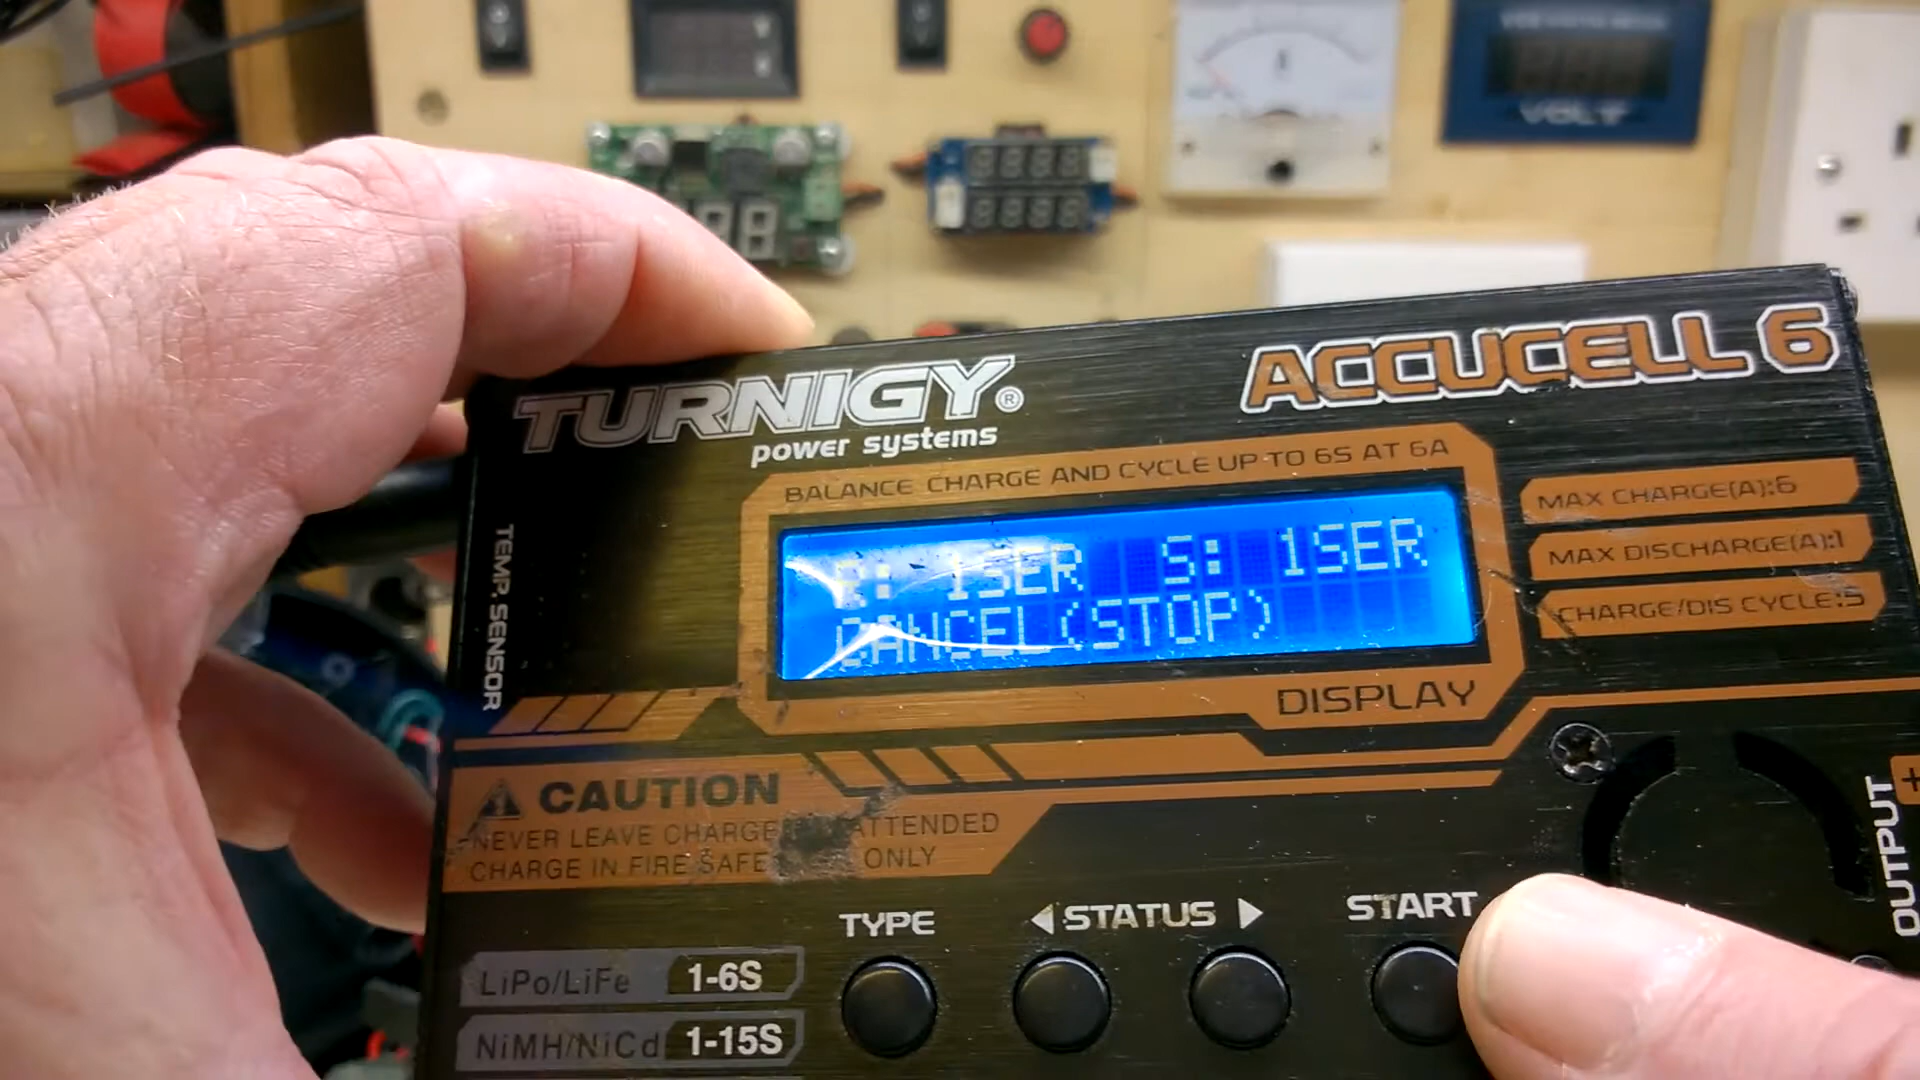 VOLT
TURNIGY®
power systems
ACCUCELL 6
BALANCE CHARGE AND CYCLE UP TO 6S AT 6A
MAX CHARGE(A):6
MAX DISCHARGE(A):1
CHARGE/DIS CYCLE:5
R: 1SER S: 1SER
CANCEL(STOP)
DISPLAY
TEMP. SENSOR
CAUTION
NEVER LEAVE CHARGE ATTENDED
CHARGE IN FIRE SAFE ONLY
OUTPUT
+
TYPE
◀ STATUS ▶
START
LiPo/LiFe 1-6S
NiMH/NiCd 1-15S